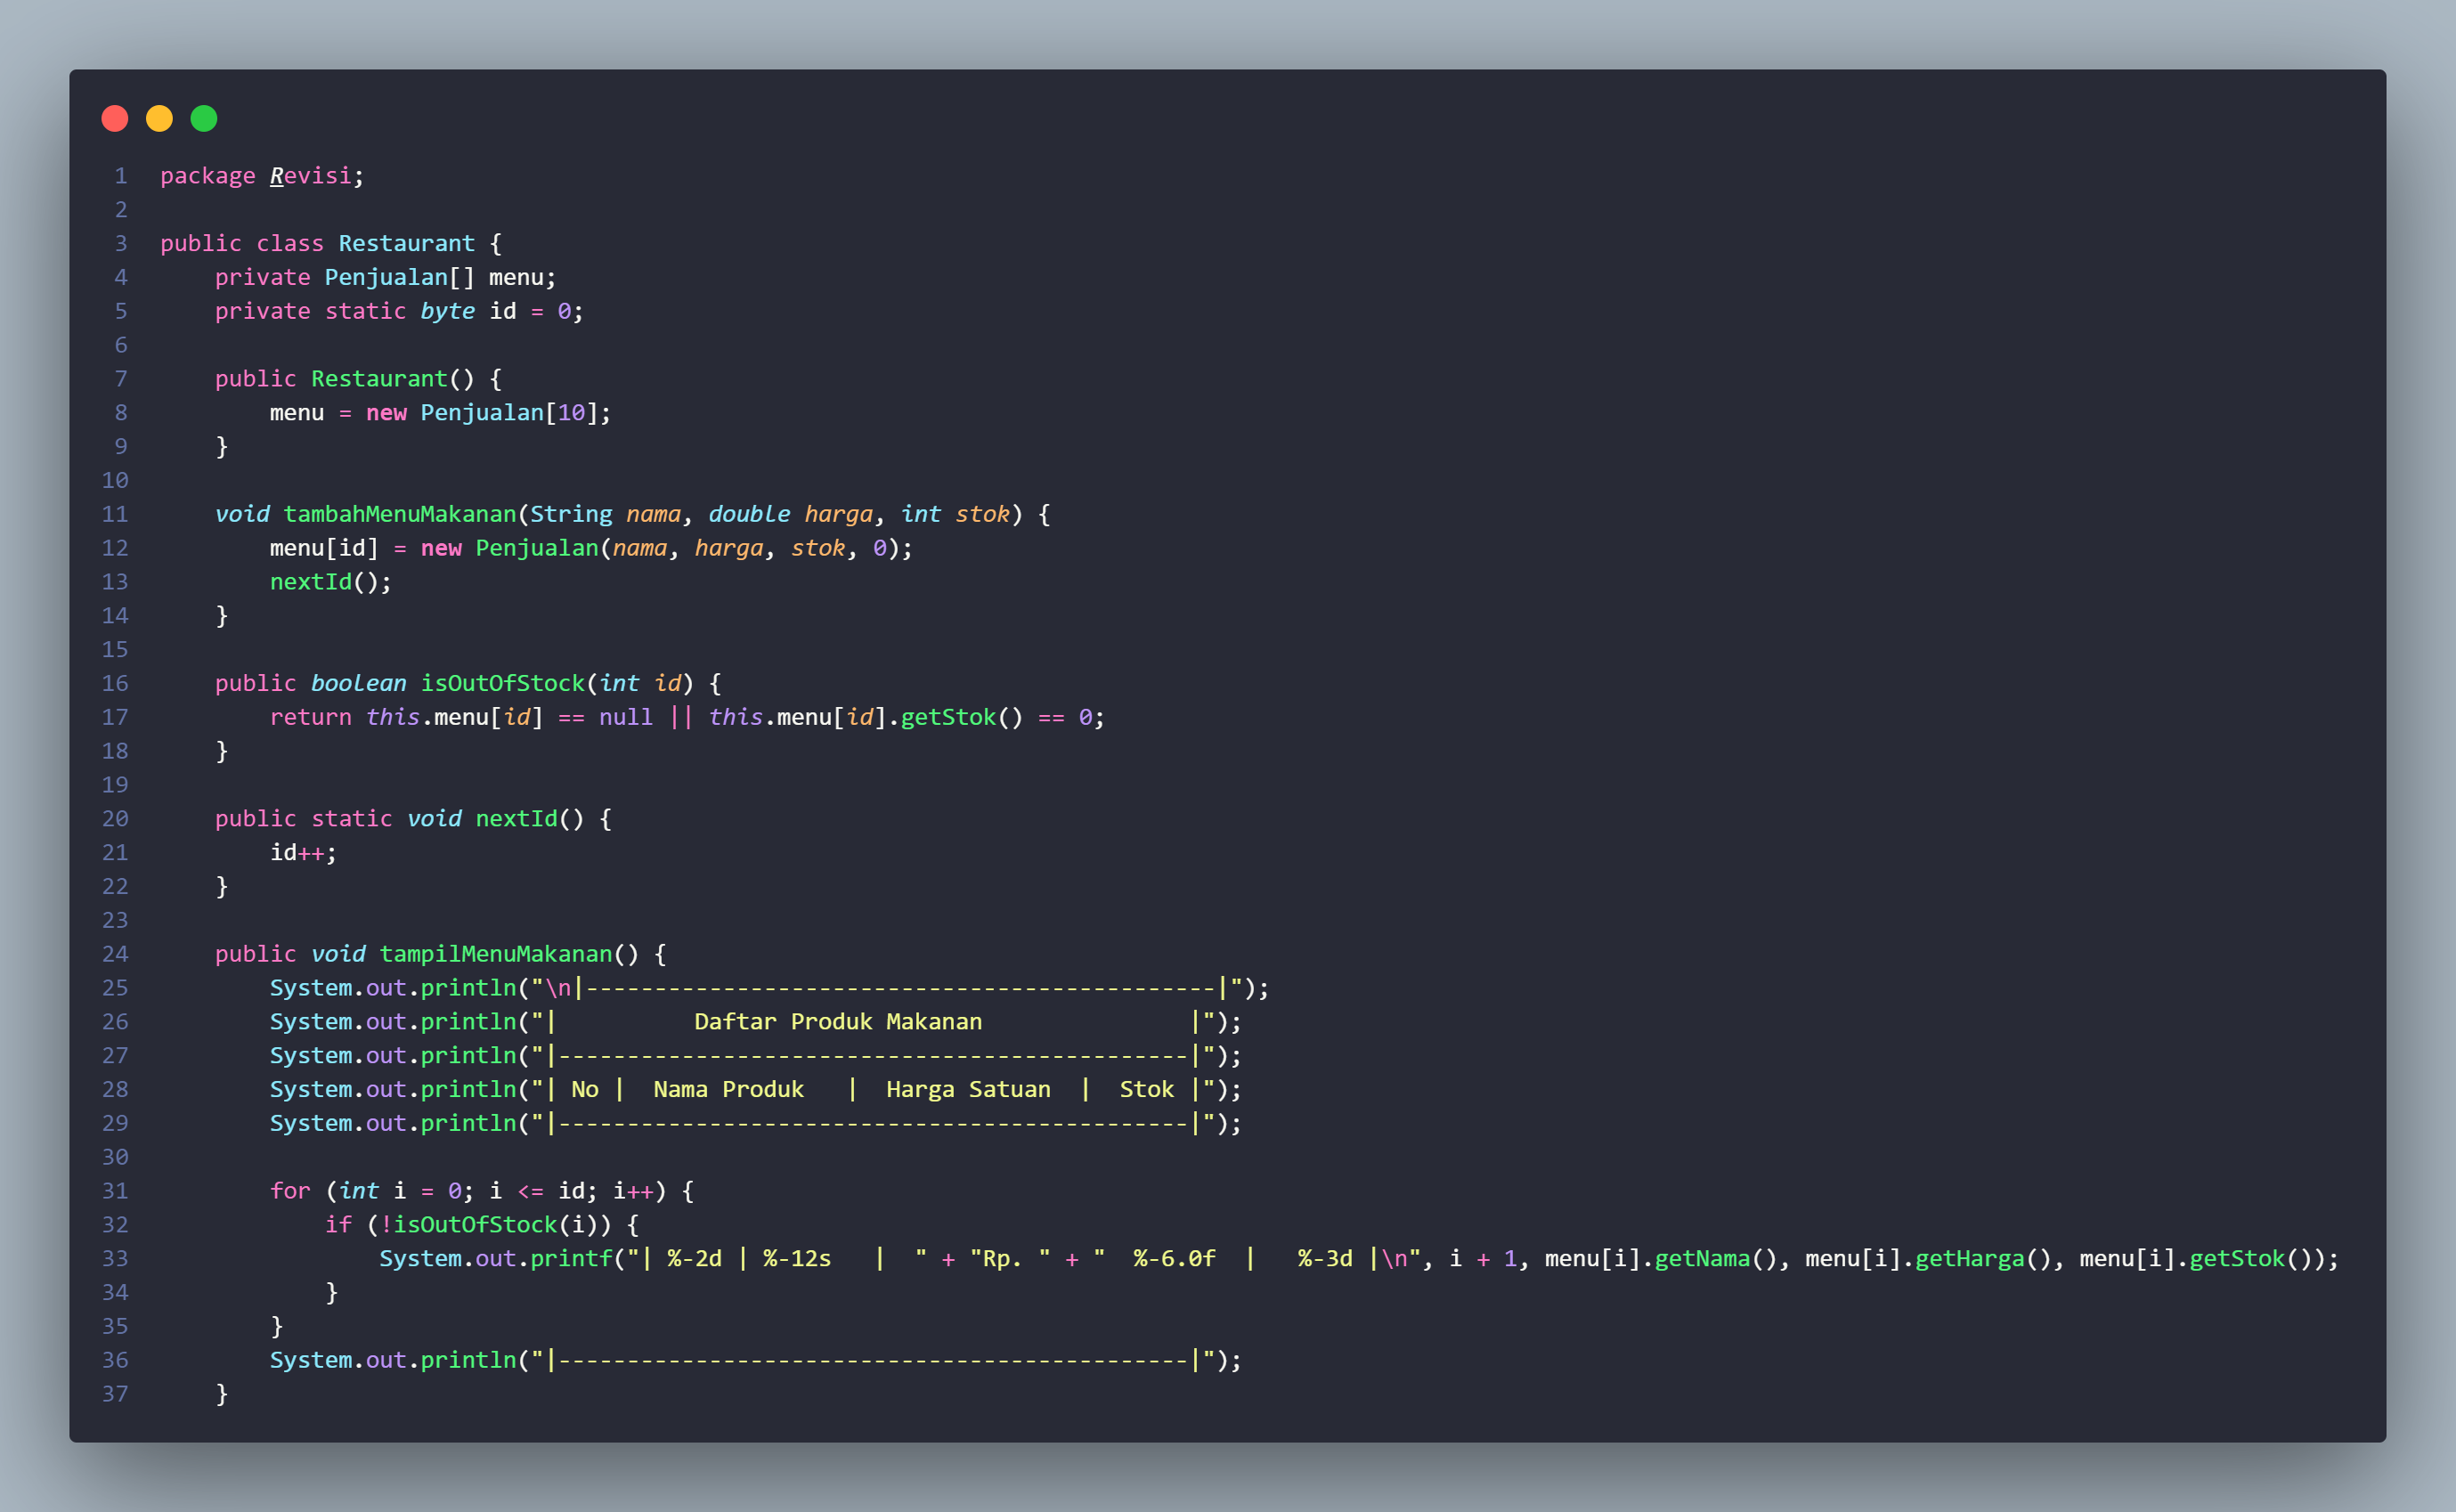 1 package Revisi;
2
3 public class Restaurant {
4     private Penjualan[] menu;
5     private static byte id = 0;
6
7     public Restaurant() {
8         menu = new Penjualan[10];
9     }
10
11     void tambahMenuMakanan(String nama, double harga, int stok) {
12         menu[id] = new Penjualan(nama, harga, stok, 0);
13         nextId();
14     }
15
16     public boolean isOutOfStock(int id) {
17         return this.menu[id] == null || this.menu[id].getStok() == 0;
18     }
19
20     public static void nextId() {
21         id++;
22     }
23
24     public void tampilMenuMakanan() {
25         System.out.println("\n|----------------------------------------------|");
26         System.out.println("|          Daftar Produk Makanan               |");
27         System.out.println("|----------------------------------------------|");
28         System.out.println("| No |  Nama Produk   |  Harga Satuan  |  Stok |");
29         System.out.println("|----------------------------------------------|");
30
31         for (int i = 0; i <= id; i++) {
32             if (!isOutOfStock(i)) {
33                 System.out.printf("| %-2d | %-12s   |  " + "Rp. " + "  %-6.0f  |   %-3d |\n", i + 1, menu[i].getNama(), menu[i].getHarga(), menu[i].getStok());
34             }
35         }
36         System.out.println("|----------------------------------------------|");
37     }